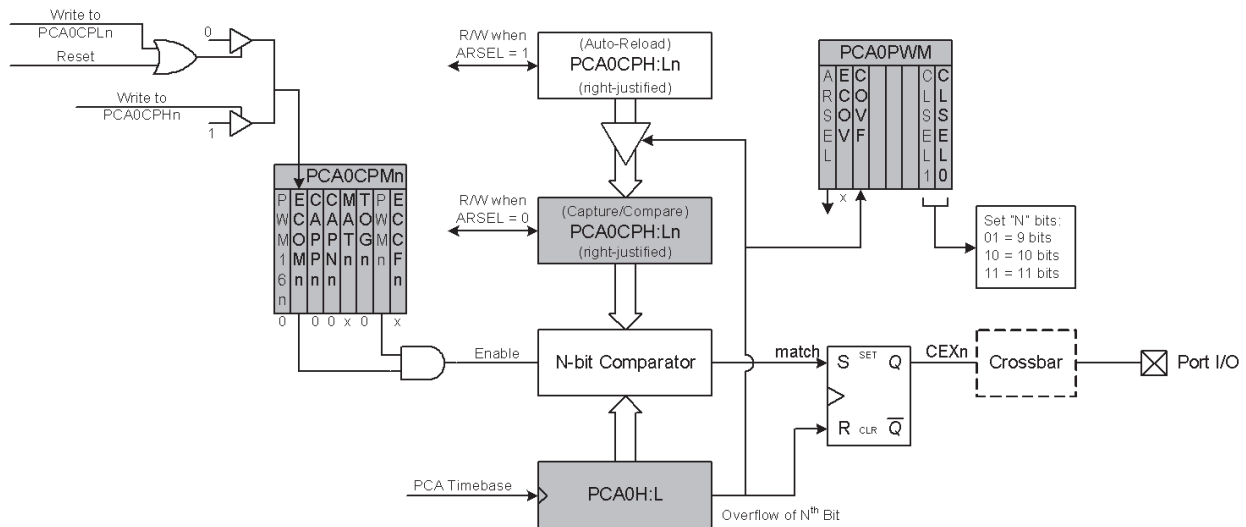 Write to
PCA0CPLn
Reset
0
Write to
PCA0CPHn
1
R/W when
ARSEL = 1
(Auto-Reload)
PCA0CPH:Ln
(right-justified)
PCA0PWM
ARSEL
ECOV
COVF
CLSEL1
CLSEL0
x
Set "N" bits:
01 = 9 bits
10 = 10 bits
11 = 11 bits
PCA0CPMn
PWM16n
ECOMn
CAPPn
CAPNn
MATn
TOGn
PWMn
ECCFn
0 0 0 x 0 x
R/W when
ARSEL = 0
(Capture/Compare)
PCA0CPH:Ln
(right-justified)
Enable
N-bit Comparator
match
S SET Q
R CLR Q
CEXn
Crossbar
Port I/O
PCA Timebase
PCA0H:L
Overflow of Nth Bit